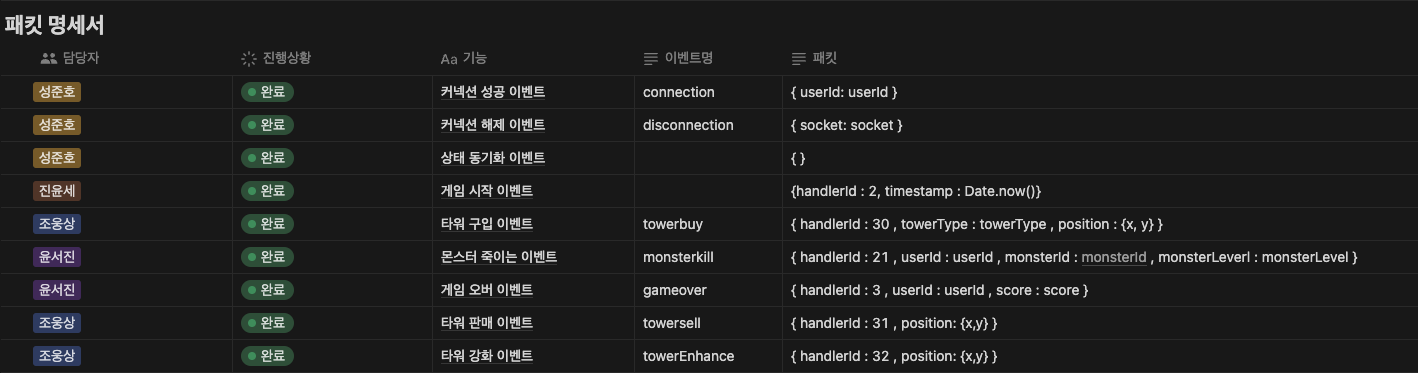 패킷 명세서
담당자 진행상황 Aa 기능 이벤트명 패킷
성준호 완료 커넥션 성공 이벤트 connection { userId: userId }
성준호 완료 커넥션 해제 이벤트 disconnection { socket: socket }
성준호 완료 상태 동기화 이벤트 { }
진윤세 완료 게임 시작 이벤트 {handlerId : 2, timestamp : Date.now()}
조웅상 완료 타워 구입 이벤트 towerbuy { handlerId : 30 , towerType : towerType , position : {x, y} }
윤서진 완료 몬스터 죽이는 이벤트 monsterkill { handlerId : 21 , userId : userId , monsterId : monsterId , monsterLeverl : monsterLevel }
윤서진 완료 게임 오버 이벤트 gameover { handlerId : 3 , userId : userId , score : score }
조웅상 완료 타워 판매 이벤트 towersell { handlerId : 31 , position: {x,y} }
조웅상 완료 타워 강화 이벤트 towerEnhance { handlerId : 32 , position: {x,y} }